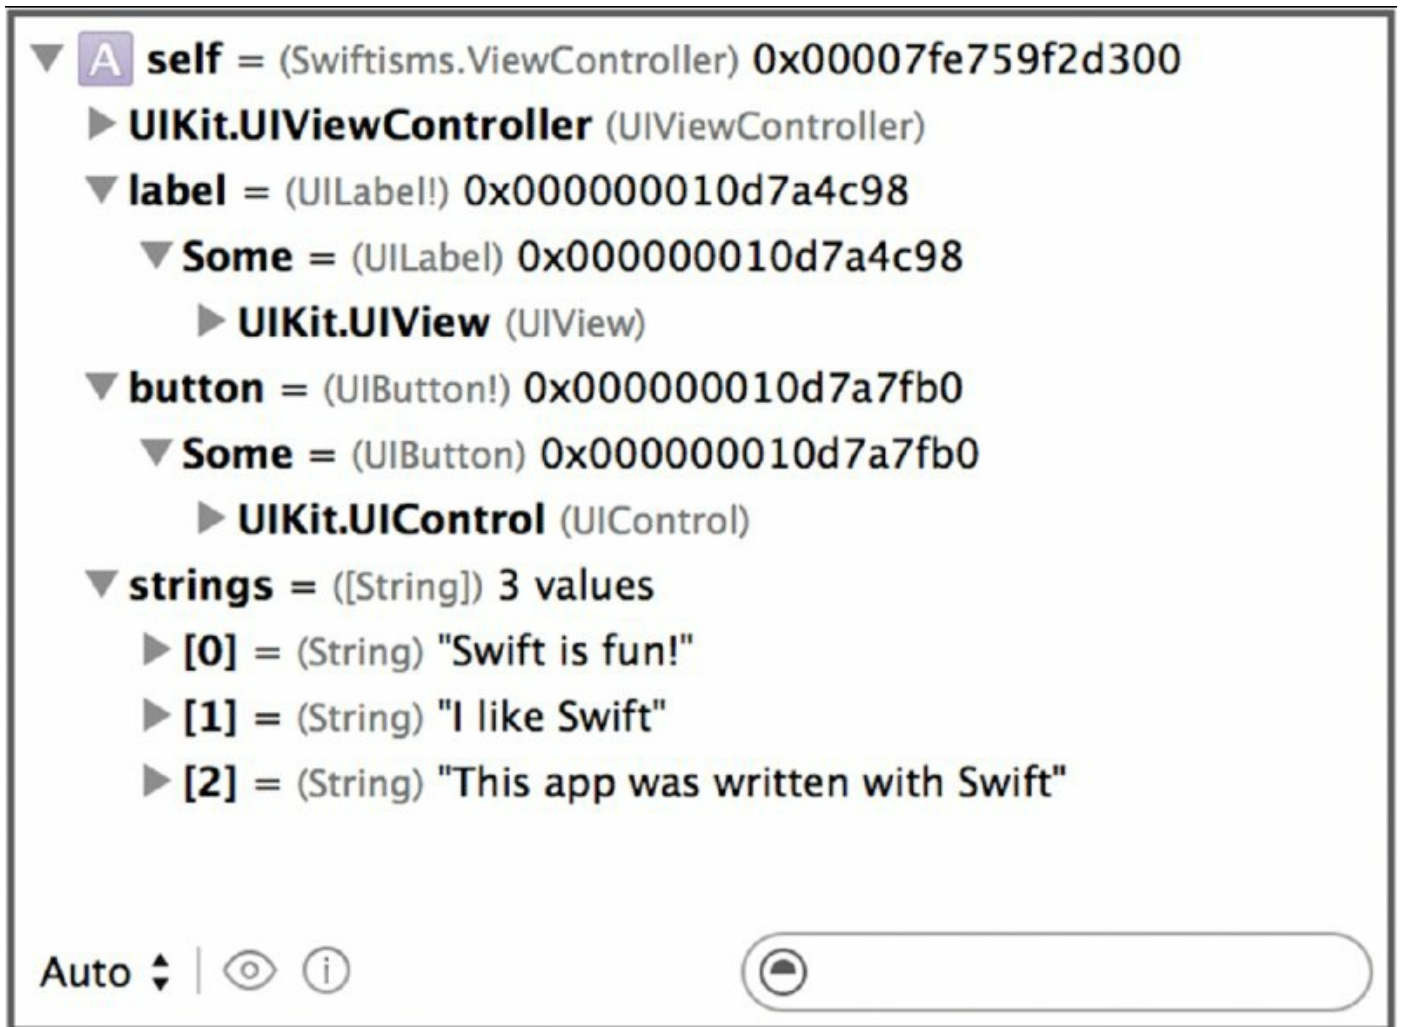 A self = (Swiftisms.ViewController) 0x00007fe759f2d300
UIKit.UIViewController (UIViewController)
label = (UILabel!) 0x000000010d7a4c98
Some = (UILabel) 0x000000010d7a4c98
UIKit.UIView (UIView)
button = (UIButton!) 0x000000010d7a7fb0
Some = (UIButton) 0x000000010d7a7fb0
UIKit.UIControl (UIControl)
strings = ([String]) 3 values
[0] = (String) "Swift is fun!"
[1] = (String) "I like Swift"
[2] = (String) "This app was written with Swift"
Auto